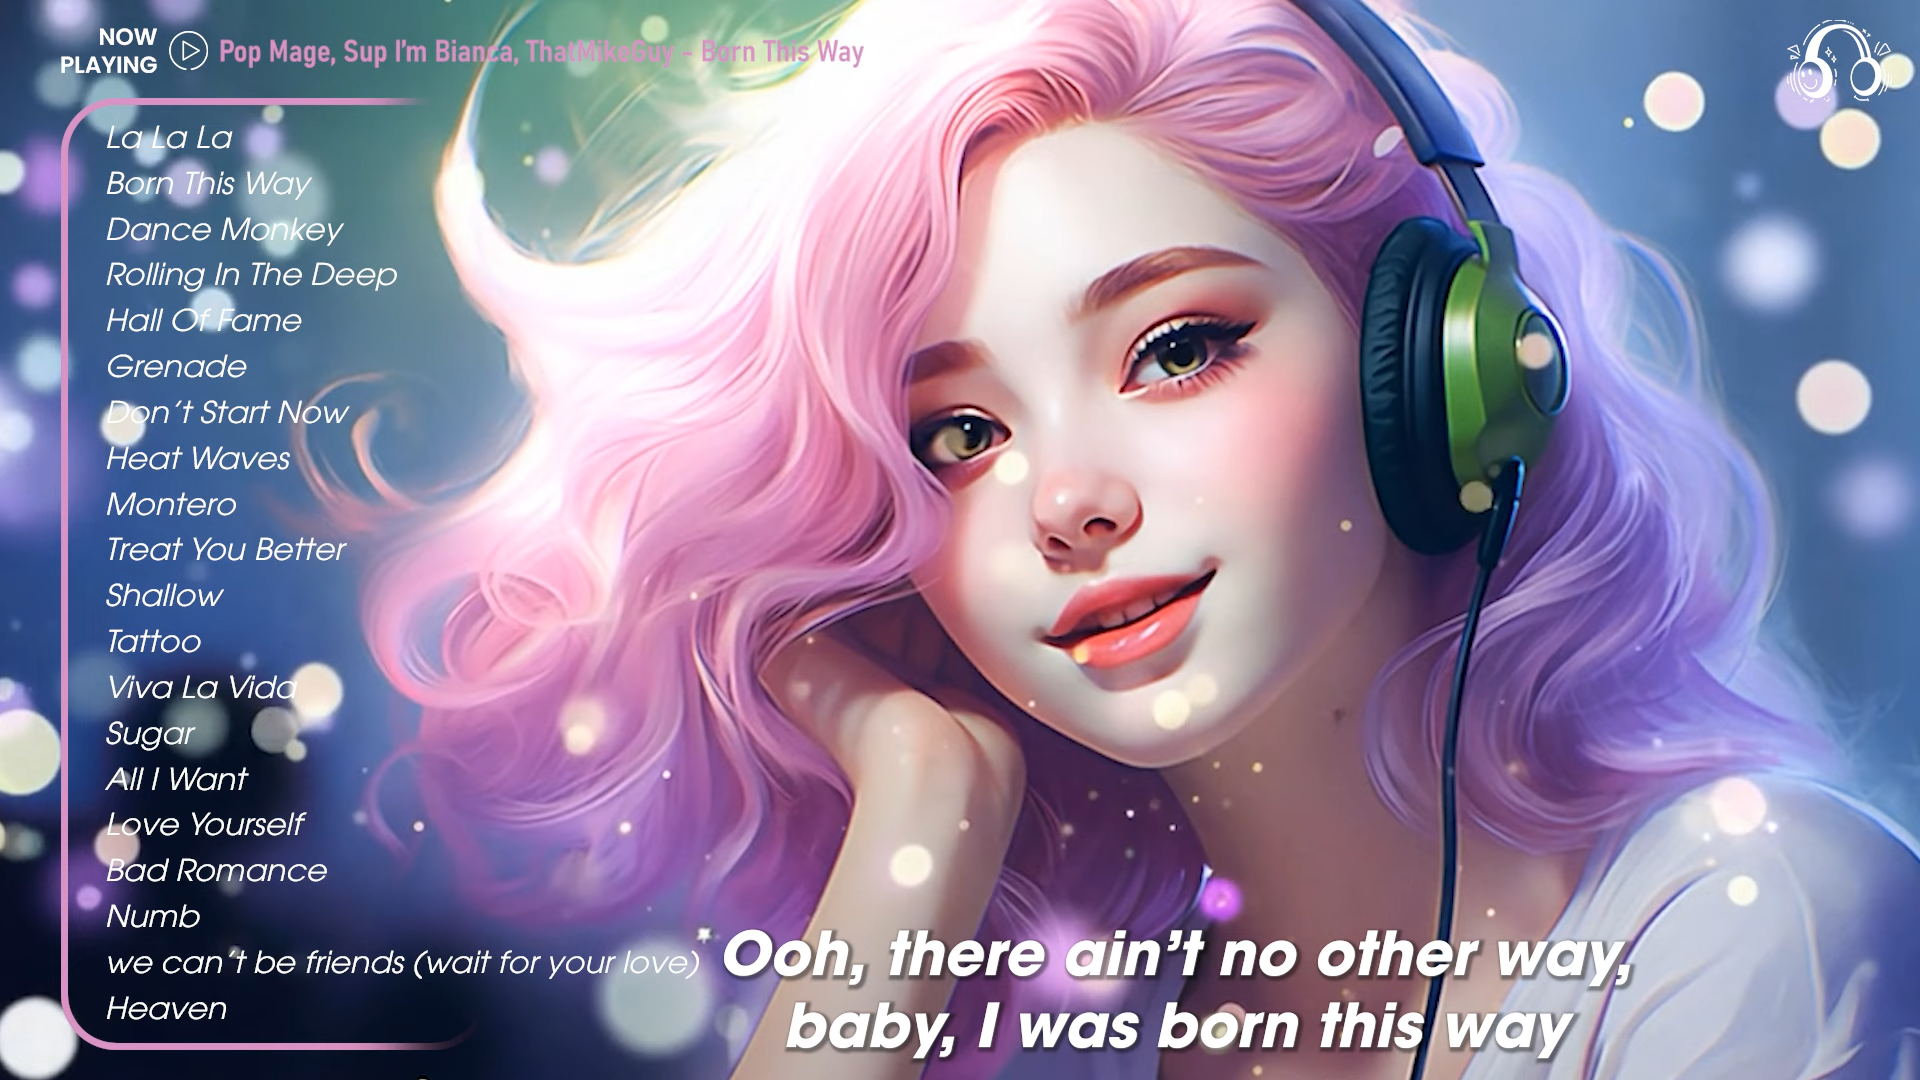 NOW
PLAYING
Pop Mage, Sup I'm Bianca, ThatMikeGuy - Born This Way
La La La
Born This Way
Dance Monkey
Rolling In The Deep
Hall Of Fame
Grenade
Don't Start Now
Heat Waves
Montero
Treat You Better
Shallow
Tattoo
Viva La Vida
Sugar
All I Want
Love Yourself
Bad Romance
Numb
we can't be friends (wait for your love)
Heaven
Ooh, there ain't no other way,
baby, I was born this way